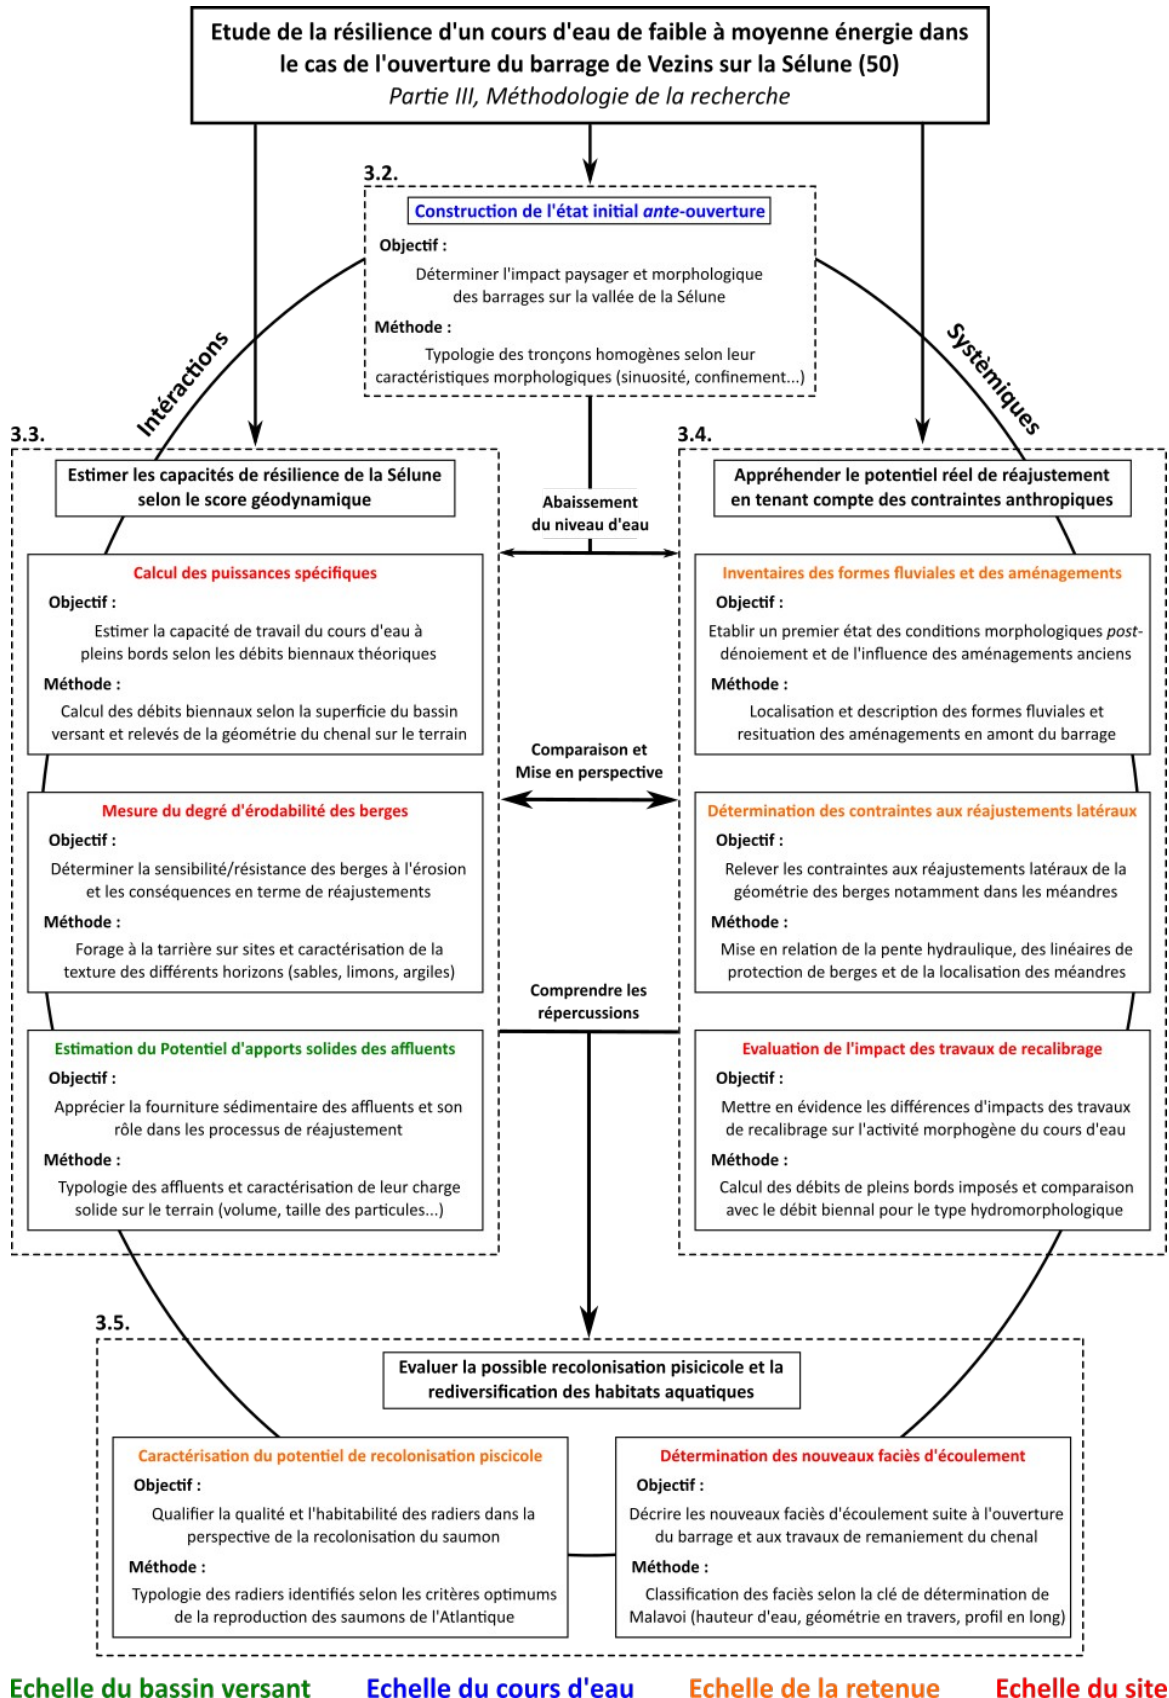 Etude de la résilience d'un cours d'eau de faible à moyenne énergie dans
le cas de l'ouverture du barrage de Vezins sur la Sélune (50)
Partie III, Méthodologie de la recherche
3.2.
Construction de l'état initial ante-ouverture
Objectif :
Déterminer l'impact paysager et morphologique
des barrages sur la vallée de la Sélune
Méthode :
Typologie des tronçons homogènes selon leur
caractéristiques morphologiques (sinuosité, confinement...)
Intéractions
Systèmiques
3.3.
Estimer les capacités de résilience de la Sélune
selon le score géodynamique
Calcul des puissances spécifiques
Objectif :
Estimer la capacité de travail du cours d'eau à
pleins bords selon les débits biennaux théoriques
Méthode :
Calcul des débits biennaux selon la superficie du bassin
versant et relevés de la géométrie du chenal sur le terrain
Mesure du degré d'érodabilité des berges
Objectif :
Déterminer la sensibilité/résistance des berges à l'érosion
et les conséquences en terme de réajustements
Méthode :
Forage à la tarrière sur sites et caractérisation de la
texture des différents horizons (sables, limons, argiles)
Estimation du Potentiel d'apports solides des affluents
Objectif :
Apprécier la fourniture sédimentaire des affluents et son
rôle dans les processus de réajustement
Méthode :
Typologie des affluents et caractérisation de leur charge
solide sur le terrain (volume, taille des particules...)
Abaissement
du niveau d'eau
Comparaison et
Mise en perspective
Comprendre les
répercussions
3.4.
Appréhender le potentiel réel de réajustement
en tenant compte des contraintes anthropiques
Inventaires des formes fluviales et des aménagements
Objectif :
Etablir un premier état des conditions morphologiques post-
dénoiement et de l'influence des aménagements anciens
Méthode :
Localisation et description des formes fluviales et
resituation des aménagements en amont du barrage
Détermination des contraintes aux réajustements latéraux
Objectif :
Relever les contraintes aux réajustements latéraux de la
géométrie des berges notamment dans les méandres
Méthode :
Mise en relation de la pente hydraulique, des linéaires de
protection de berges et de la localisation des méandres
Evaluation de l'impact des travaux de recalibrage
Objectif :
Mettre en évidence les différences d'impacts des travaux
de recalibrage sur l'activité morphogène du cours d'eau
Méthode :
Calcul des débits de pleins bords imposés et comparaison
avec le débit biennal pour le type hydromorphologique
3.5.
Evaluer la possible recolonisation pisicicole et la
rediversification des habitats aquatiques
Caractérisation du potentiel de recolonisation piscicole
Objectif :
Qualifier la qualité et l'habitabilité des radiers dans la
perspective de la recolonisation du saumon
Méthode :
Typologie des radiers identifiés selon les critères optimums
de la reproduction des saumons de l'Atlantique
Détermination des nouveaux faciès d'écoulement
Objectif :
Décrire les nouveaux faciès d'écoulement suite à l'ouverture
du barrage et aux travaux de remaniement du chenal
Méthode :
Classification des faciès selon la clé de détermination de
Malavoi (hauteur d'eau, géométrie en travers, profil en long)
Echelle du bassin versant Echelle du cours d'eau Echelle de la retenue Echelle du site